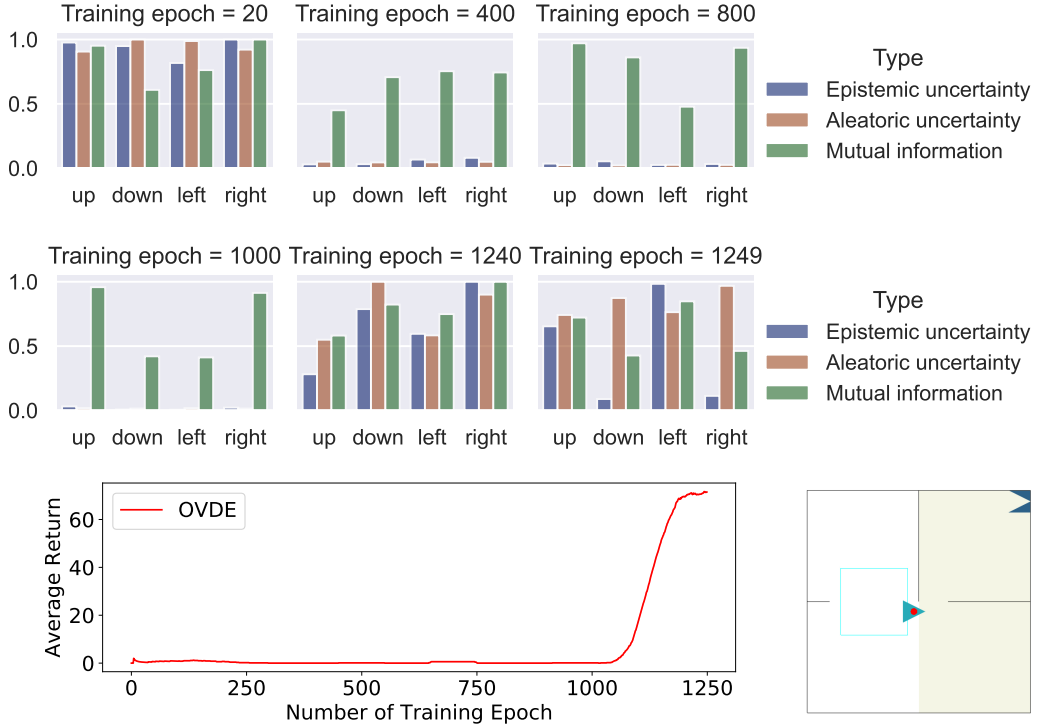 Training epoch = 20 Training epoch = 400 Training epoch = 800
1.0
0.5
0.0
up down left right up down left right up down left right
Type
Epistemic uncertainty
Aleatoric uncertainty
Mutual information
Training epoch = 1000 Training epoch = 1240 Training epoch = 1249
1.0
0.5
0.0
up down left right up down left right up down left right
Type
Epistemic uncertainty
Aleatoric uncertainty
Mutual information
Average Return
60
40
20
0
OVDE
0 250 500 750 1000 1250
Number of Training Epoch